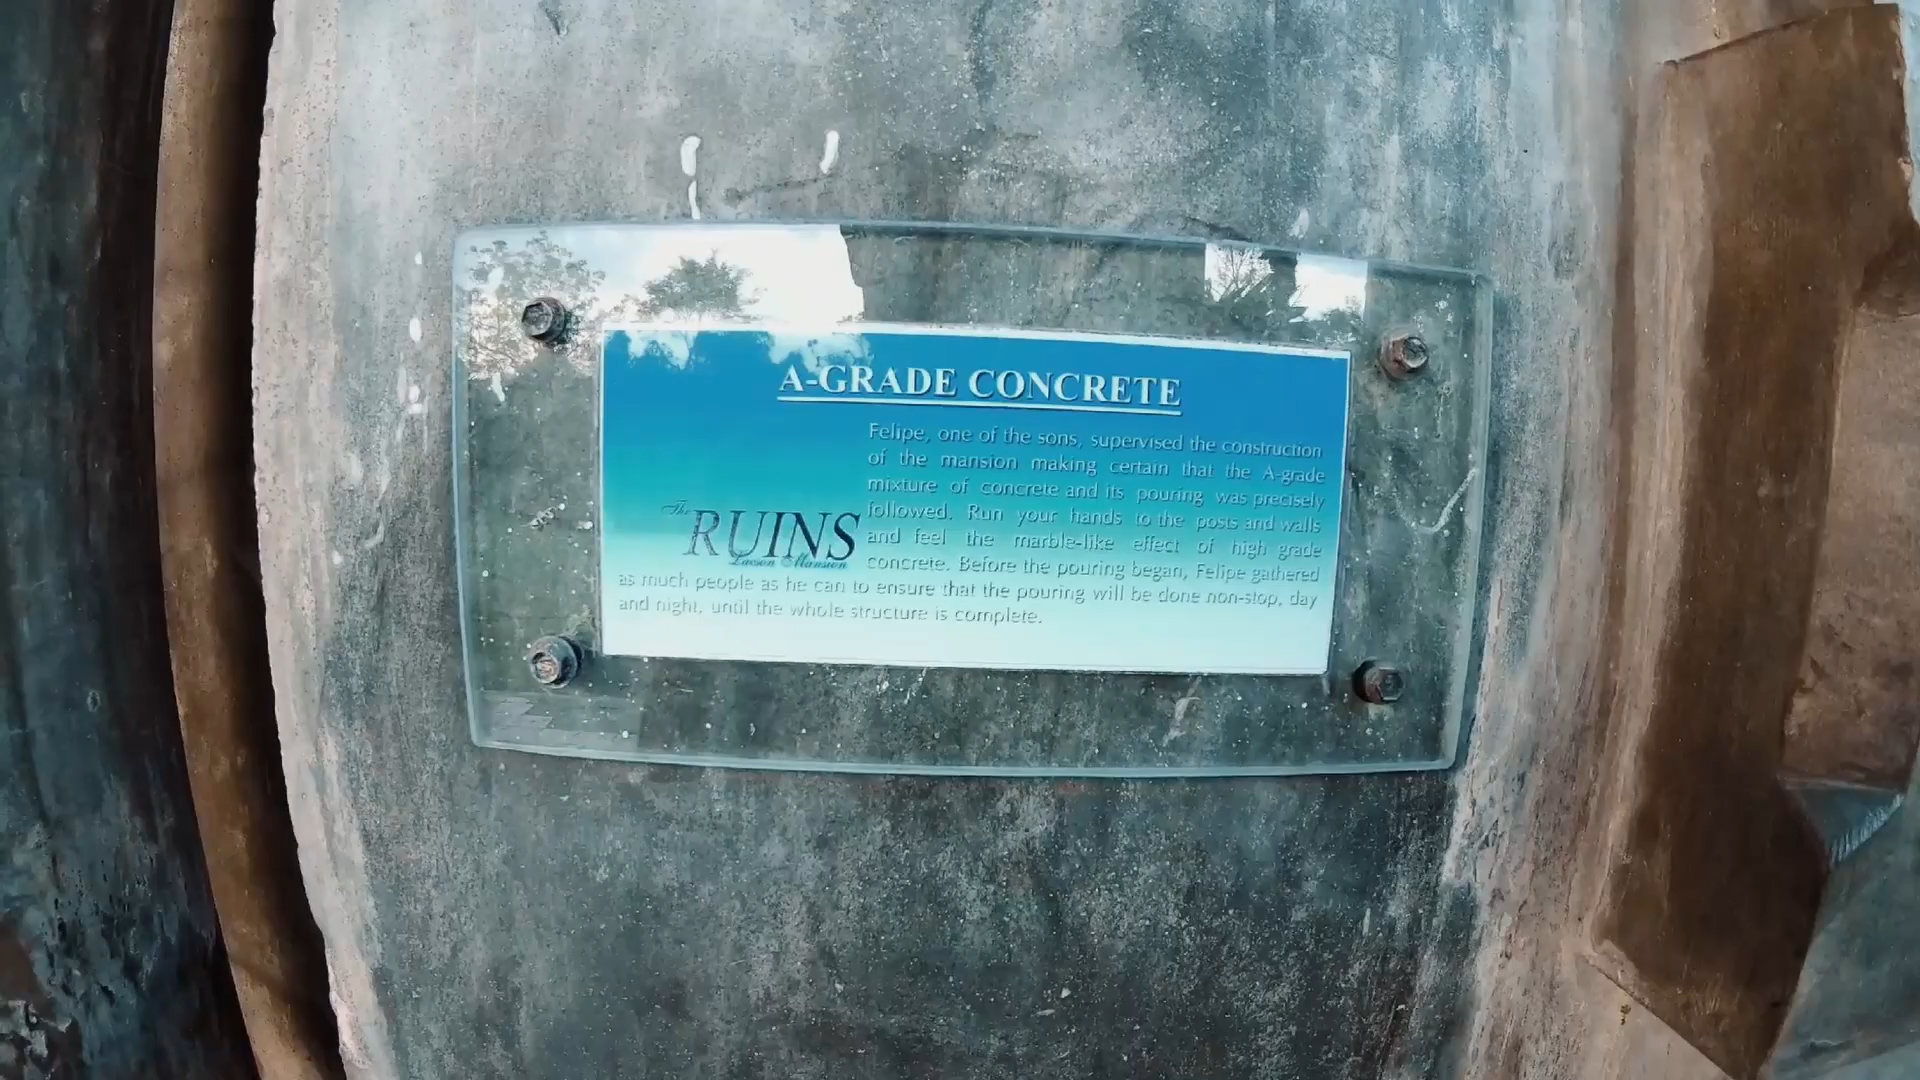 A-GRADE CONCRETE
Felipe, one of the sons, supervised the construction
of the mansion making certain that the A-grade
mixture of concrete and its pouring was precisely
followed. Run your hands to the posts and walls
and feel the marble-like effect of high grade
concrete. Before the pouring began, Felipe gathered
as much people as he can to ensure that the pouring will be done non-stop, day
and night, until the whole structure is complete.
The
RUINS
Lacson Mansion